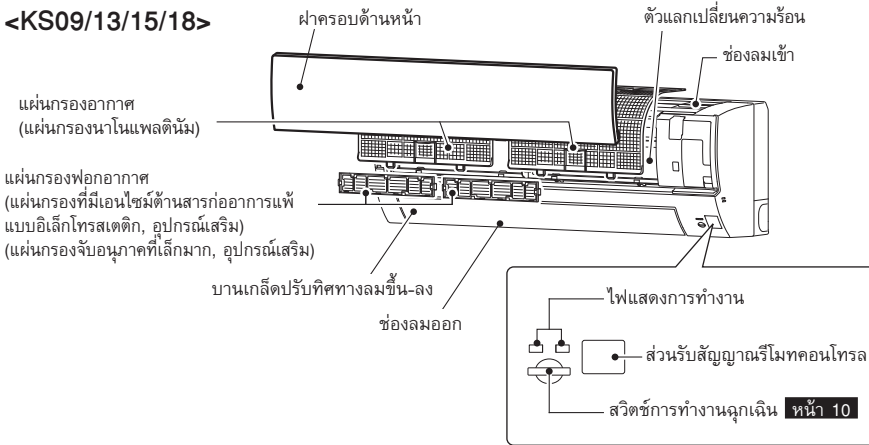 <KS09/13/15/18>
ฝาครอบด้านหน้า
ตัวแลกเปลี่ยนความร้อน
ช่องลมเข้า
แผ่นกรองอากาศ
(แผ่นกรองนาโนแพลตินัม)
แผ่นกรองฟอกอากาศ
(แผ่นกรองที่มีเอนไซม์ต้านสารก่ออาการแพ้
แบบอิเล็กโทรสเตติก, อุปกรณ์เสริม)
(แผ่นกรองจับอนุภาคที่เล็กมาก, อุปกรณ์เสริม)
บานเกล็ดปรับทิศทางลมขึ้น-ลง
ช่องลมออก
ไฟแสดงการทำงาน
ส่วนรับสัญญาณรีโมทคอนโทรล
สวิตช์การทำงานฉุกเฉิน หน้า 10